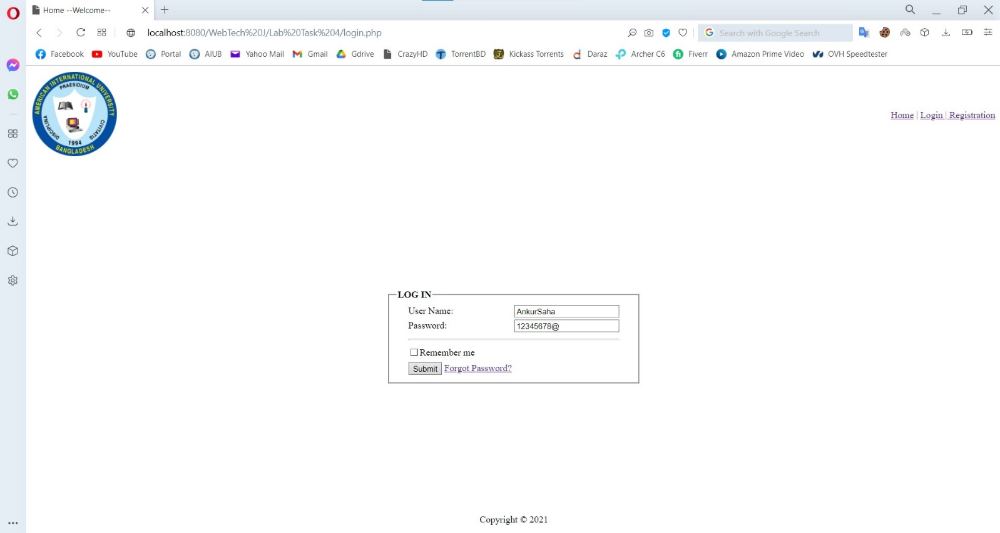 Home --Welcome--
localhost:8080/WebTech%20J/Lab%20Task%204/login.php
Search with Google Search
Facebook YouTube Portal AIUB Yahoo Mail Gmail Gdrive CrazyHD TorrentBD Kickass Torrents Daraz Archer C6 Fiverr Amazon Prime Video OVH Speedtester
AMERICAN INTERNATIONAL UNIVERSITY
PRAESIDIUM
DISCIPLINA
CIVITATIS
1994
BANGLADESH
Home | Login | Registration
LOG IN
User Name: AnkurSaha
Password: 12345678@
Remember me
Submit Forgot Password?
Copyright © 2021